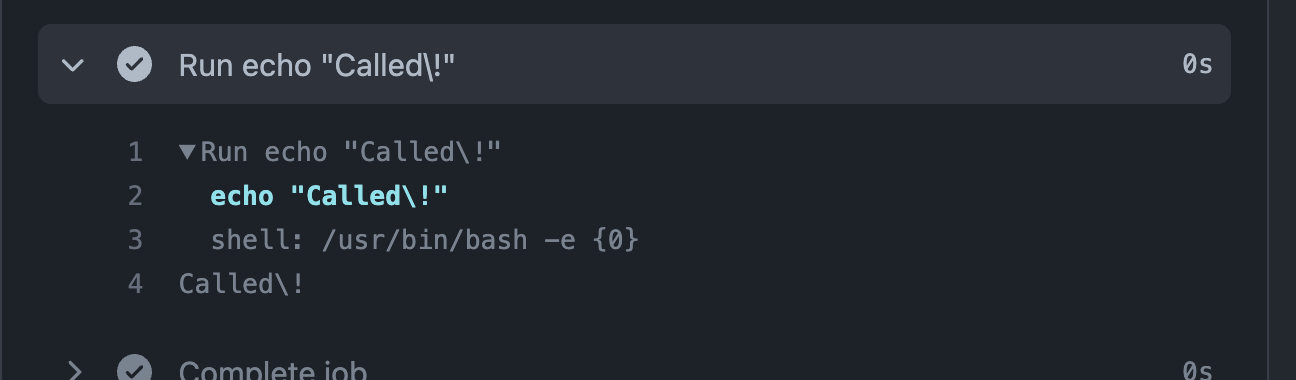 Run echo "Called\!" 0s
1 ▼Run echo "Called\!"
2 echo "Called\!"
3 shell: /usr/bin/bash -e {0}
4 Called\!
Complete job 0s